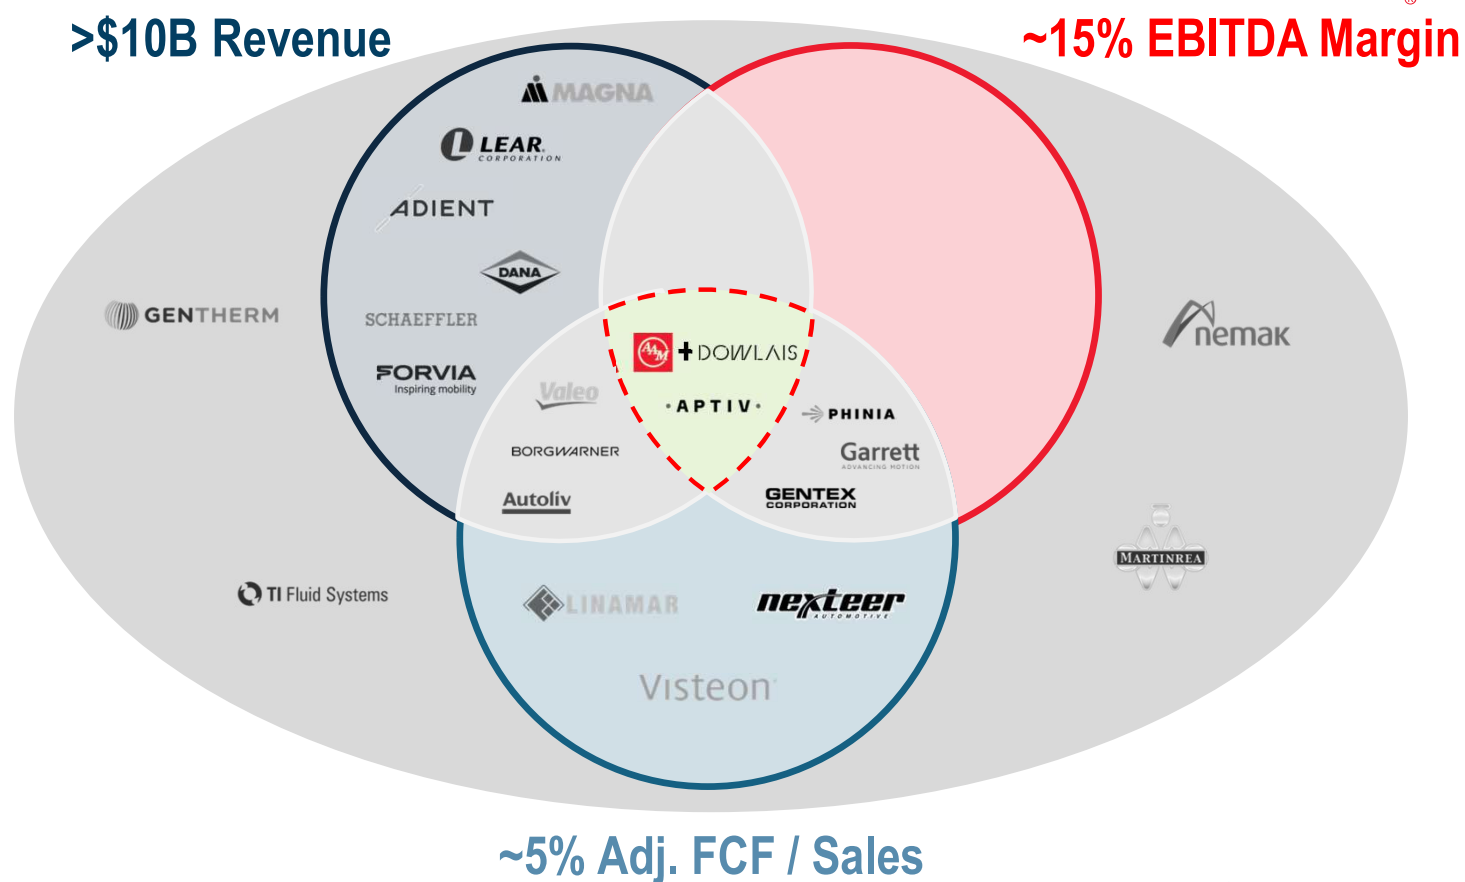 ®
>$10B Revenue
~15% EBITDA Margin
MAGNA
LEAR.
CORPORATION
ADIENT
DANA
GENTHERM
SCHAEFFLER
nemak
AAM + DOWLAIS
FORVIA
Inspiring mobility
Valeo
· APTIV ·
PHINIA
BORGWARNER
Garrett
ADVANCING MOTION
Autoliv
GENTEX
CORPORATION
MARTINREA
TI Fluid Systems
LINAMAR
nexteer
AUTOMOTIVE
Visteon
~5% Adj. FCF / Sales